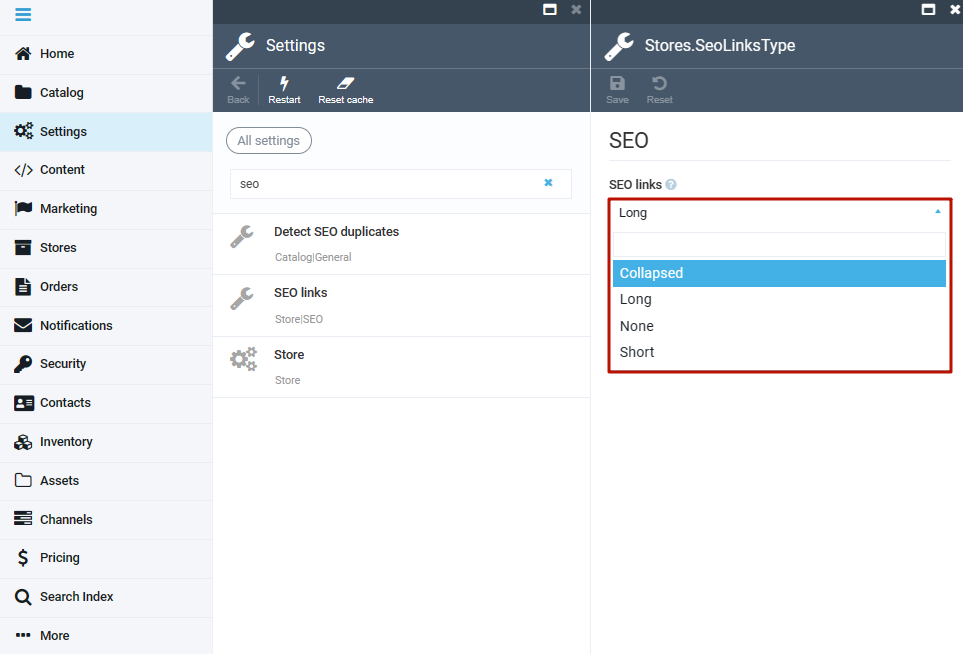 Home
Catalog
Settings
Content
Marketing
Stores
Orders
Notifications
Security
Contacts
Inventory
Assets
Channels
Pricing
Search Index
More
Settings
Back
Restart
Reset cache
All settings
seo
Detect SEO duplicates
Catalog|General
SEO links
Store|SEO
Store
Store
Stores.SeoLinksType
Save
Reset
SEO
SEO links ?
Long
Collapsed
Long
None
Short